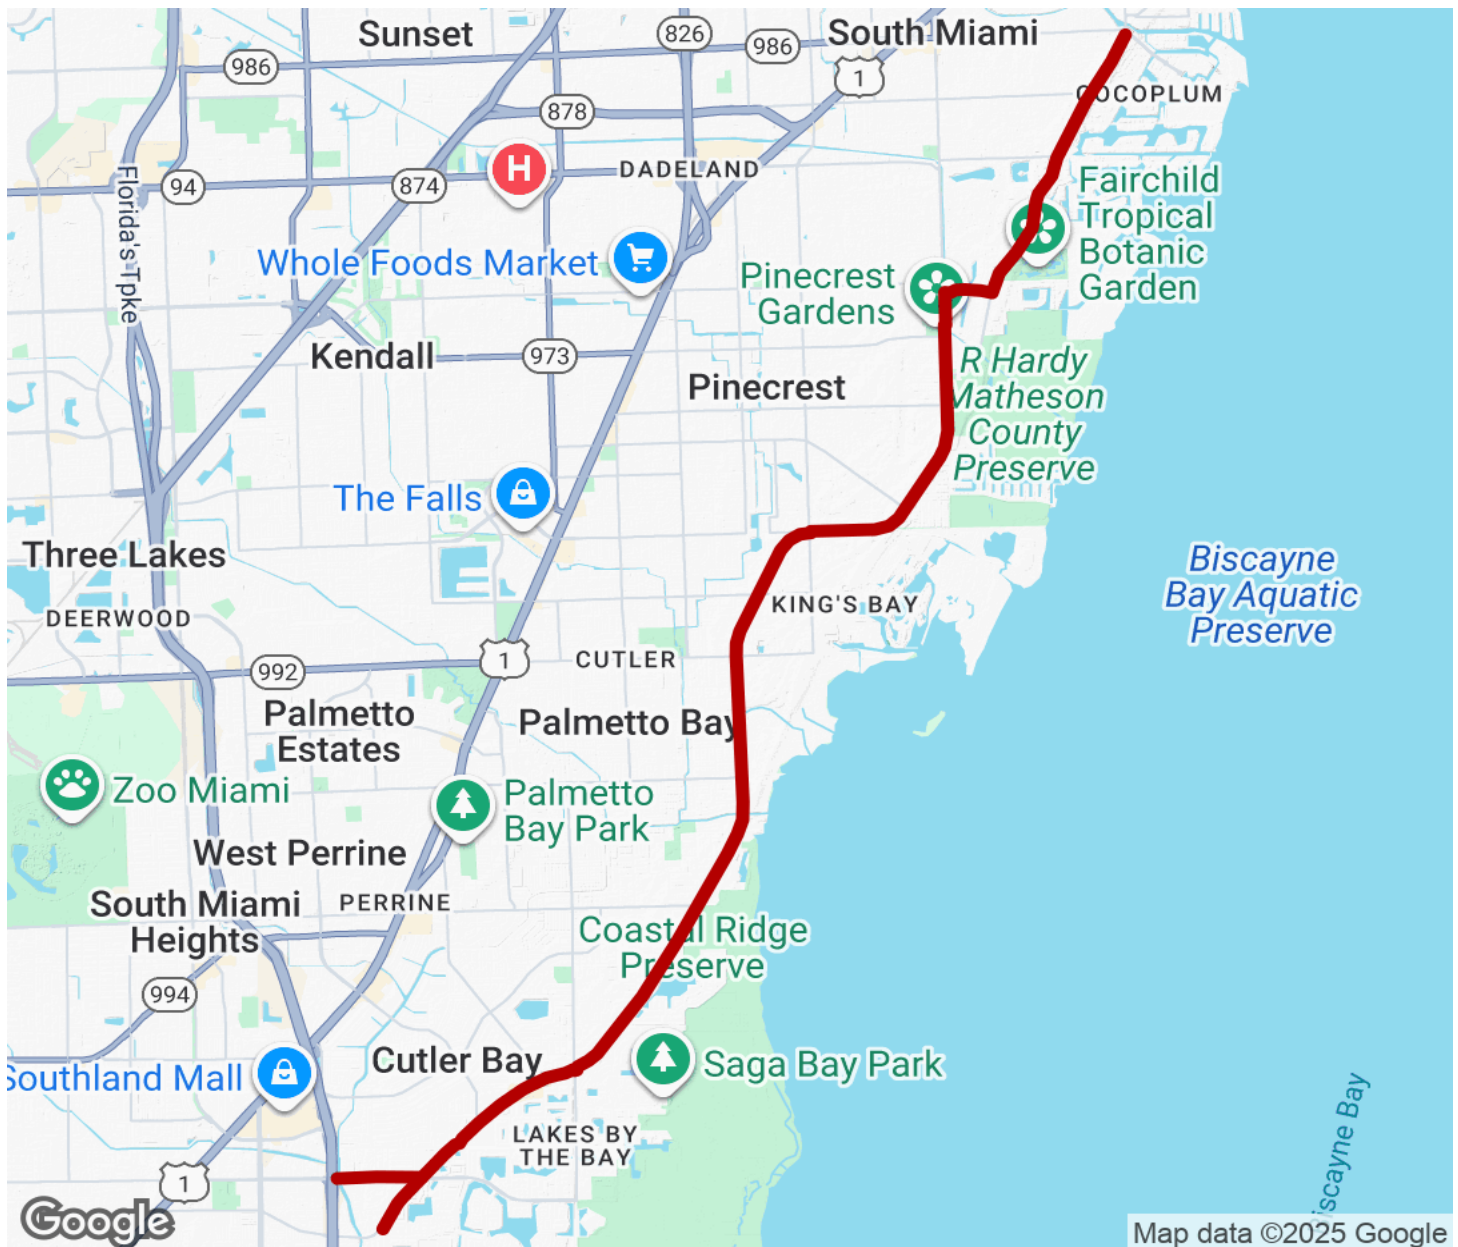 Sunset
826
986
South Miami
986
1
COCOPLUM
878
DADELAND
H
94
874
Fairchild
Tropical
Botanic
Garden
Florida's Tpke
Whole Foods Market
Pinecrest
Gardens
Kendall
973
Pinecrest
R Hardy
Matheson
County
Preserve
The Falls
Three Lakes
DEERWOOD
KING'S BAY
Biscayne
Bay Aquatic
Preserve
992
1
CUTLER
Palmetto
Estates
Palmetto Bay
Zoo Miami
Palmetto
Bay Park
West Perrine
South Miami
Heights
PERRINE
Coastal Ridge
Preserve
994
Cutler Bay
Saga Bay Park
Southland Mall
LAKES BY
THE BAY
1
Biscayne Bay
Google
Map data ©2025 Google